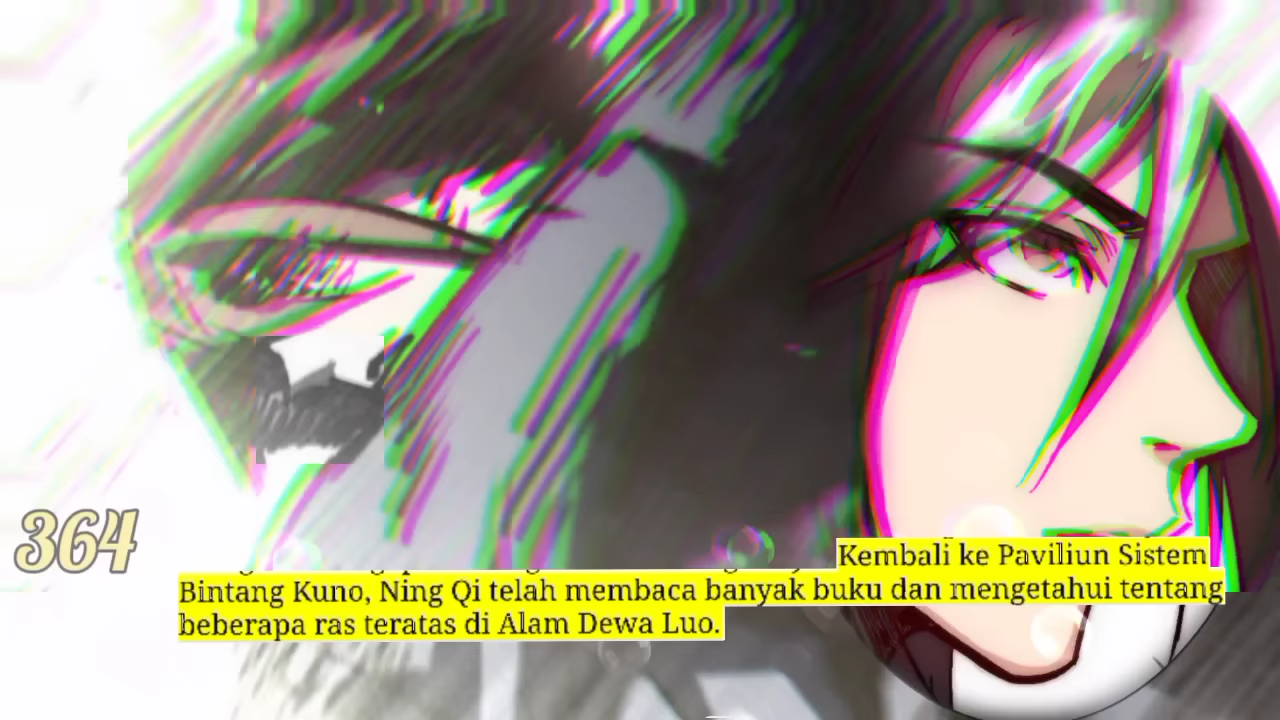 364
Kembali ke Paviliun Sistem
Bintang Kuno, Ning Qi telah membaca banyak buku dan mengetahui tentang
beberapa ras teratas di Alam Dewa Luo.